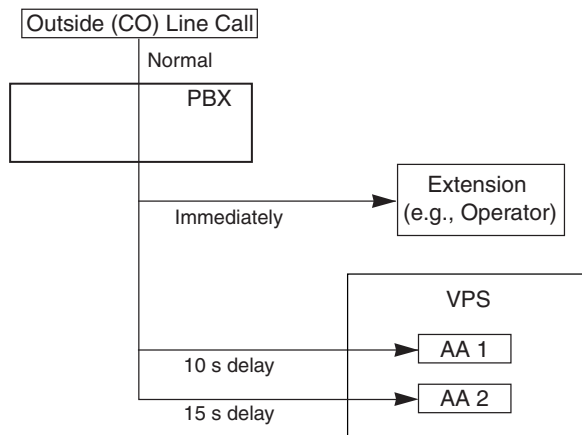 Outside (CO) Line Call
Normal
PBX
Extension
(e.g., Operator)
Immediately
VPS
AA 1
10 s delay
AA 2
15 s delay